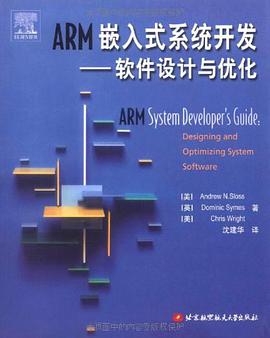 ELSEVIER
ARM 嵌入式系统开发
——软件设计与优化
ARM System Developer's Guide:
Designing and
Optimizing System
Software
[美] Andrew N.Sloss
[英] Dominic Symes 著
[美] Chris Wright
沈建华 译
北京航空航天大学出版社